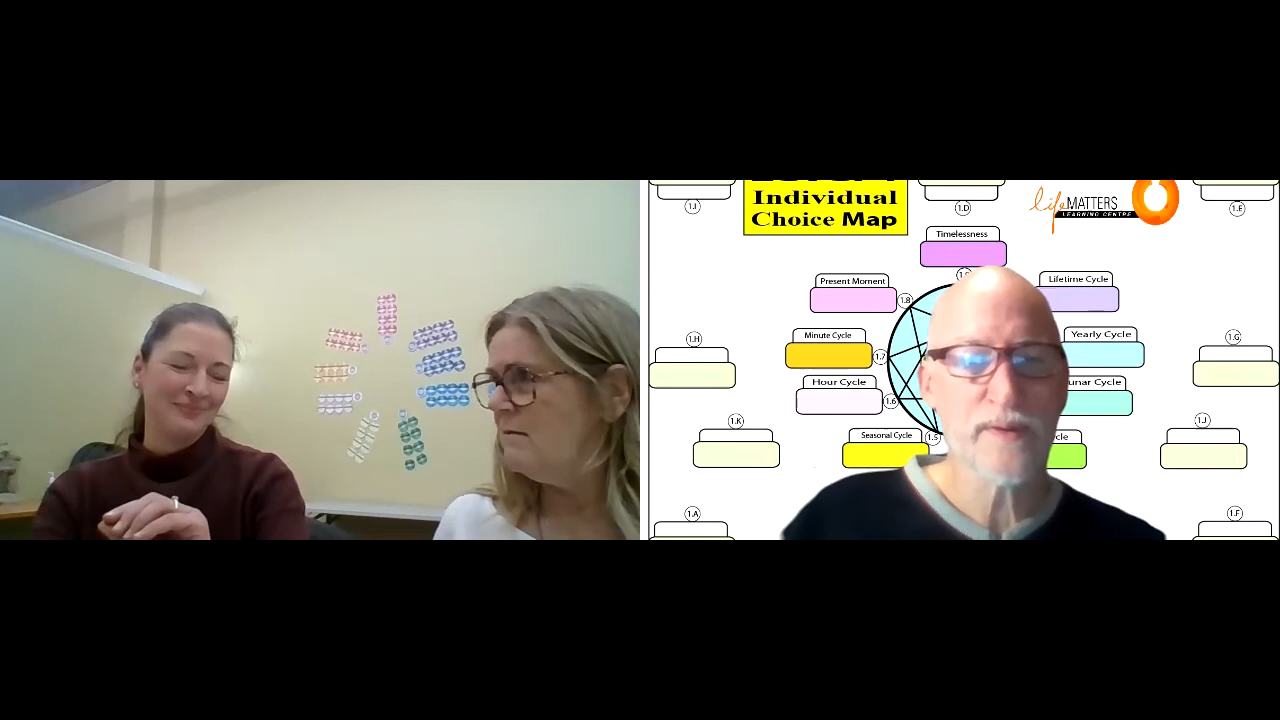 Individual
Choice Map
1.I
1.D
1.E
lifeMATTERS
LEARNING CENTRE
Timelessness
Present Moment
1.8
Lifetime Cycle
Minute Cycle
1.7
Yearly Cycle
1.H
1.G
Hour Cycle
1.6
unar Cycle
1.K
1.J
Seasonal Cycle
1.5
cle
1.A
1.F